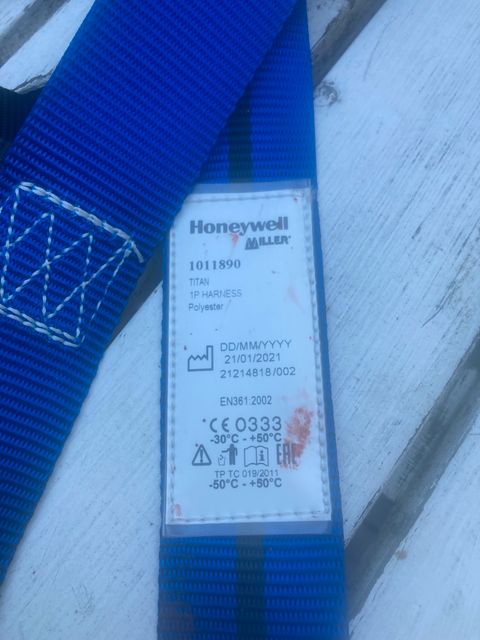 Honeywell
MILLER
1011890
TITAN
1P HARNESS
Polyester
DD/MM/YYYY
21/01/2021
21214818/002
EN361:2002
CE 0333
-30°C - +50°C
EAC
TP TC 019/2011
-50°C - +50°C